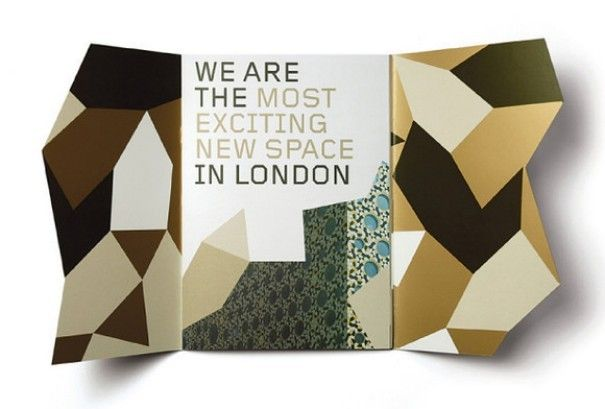 WE ARE
THE MOST
EXCITING
NEW SPACE
IN LONDON